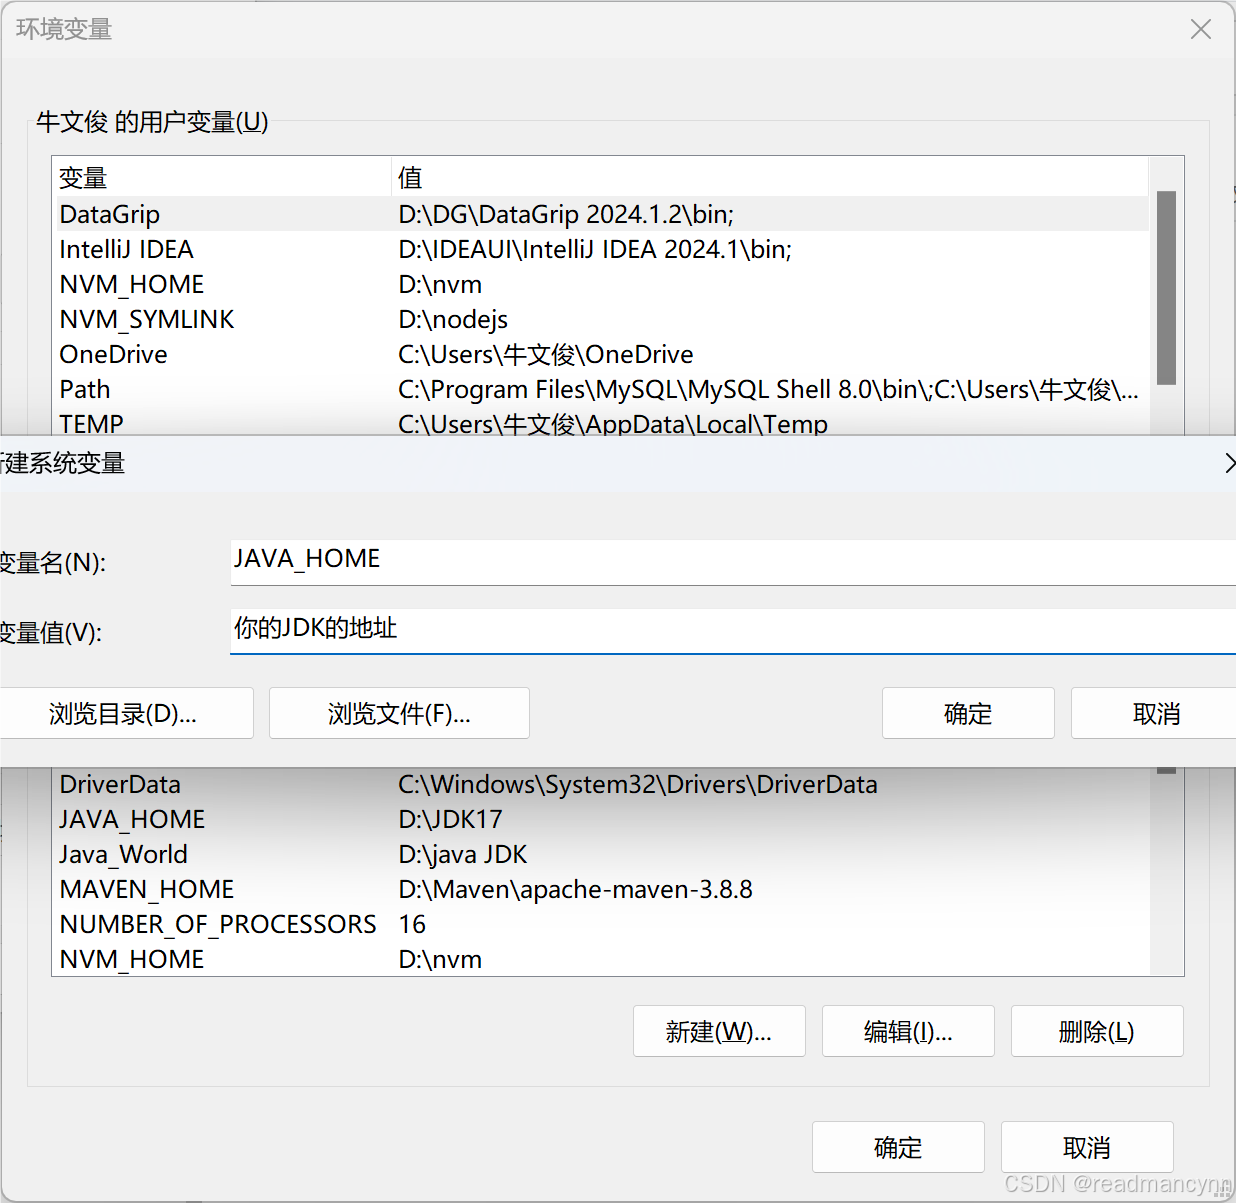 环境变量
牛文俊 的用户变量(U)
变量 值
DataGrip D:\DG\DataGrip 2024.1.2\bin;
IntelliJ IDEA D:\IDEAUI\IntelliJ IDEA 2024.1\bin;
NVM_HOME D:\nvm
NVM_SYMLINK D:\nodejs
OneDrive C:\Users\牛文俊\OneDrive
Path C:\Program Files\MySQL\MySQL Shell 8.0\bin\;C:\Users\牛文俊\...
TEMP C:\Users\牛文俊\AppData\Local\Temp
新建系统变量
变量名(N): JAVA_HOME
变量值(V): 你的JDK的地址
浏览目录(D)... 浏览文件(F)... 确定 取消
DriverData C:\Windows\System32\Drivers\DriverData
JAVA_HOME D:\JDK17
Java_World D:\java JDK
MAVEN_HOME D:\Maven\apache-maven-3.8.8
NUMBER_OF_PROCESSORS 16
NVM_HOME D:\nvm
新建(W)... 编辑(I)... 删除(L)
确定 取消
CSDN @readmancynn